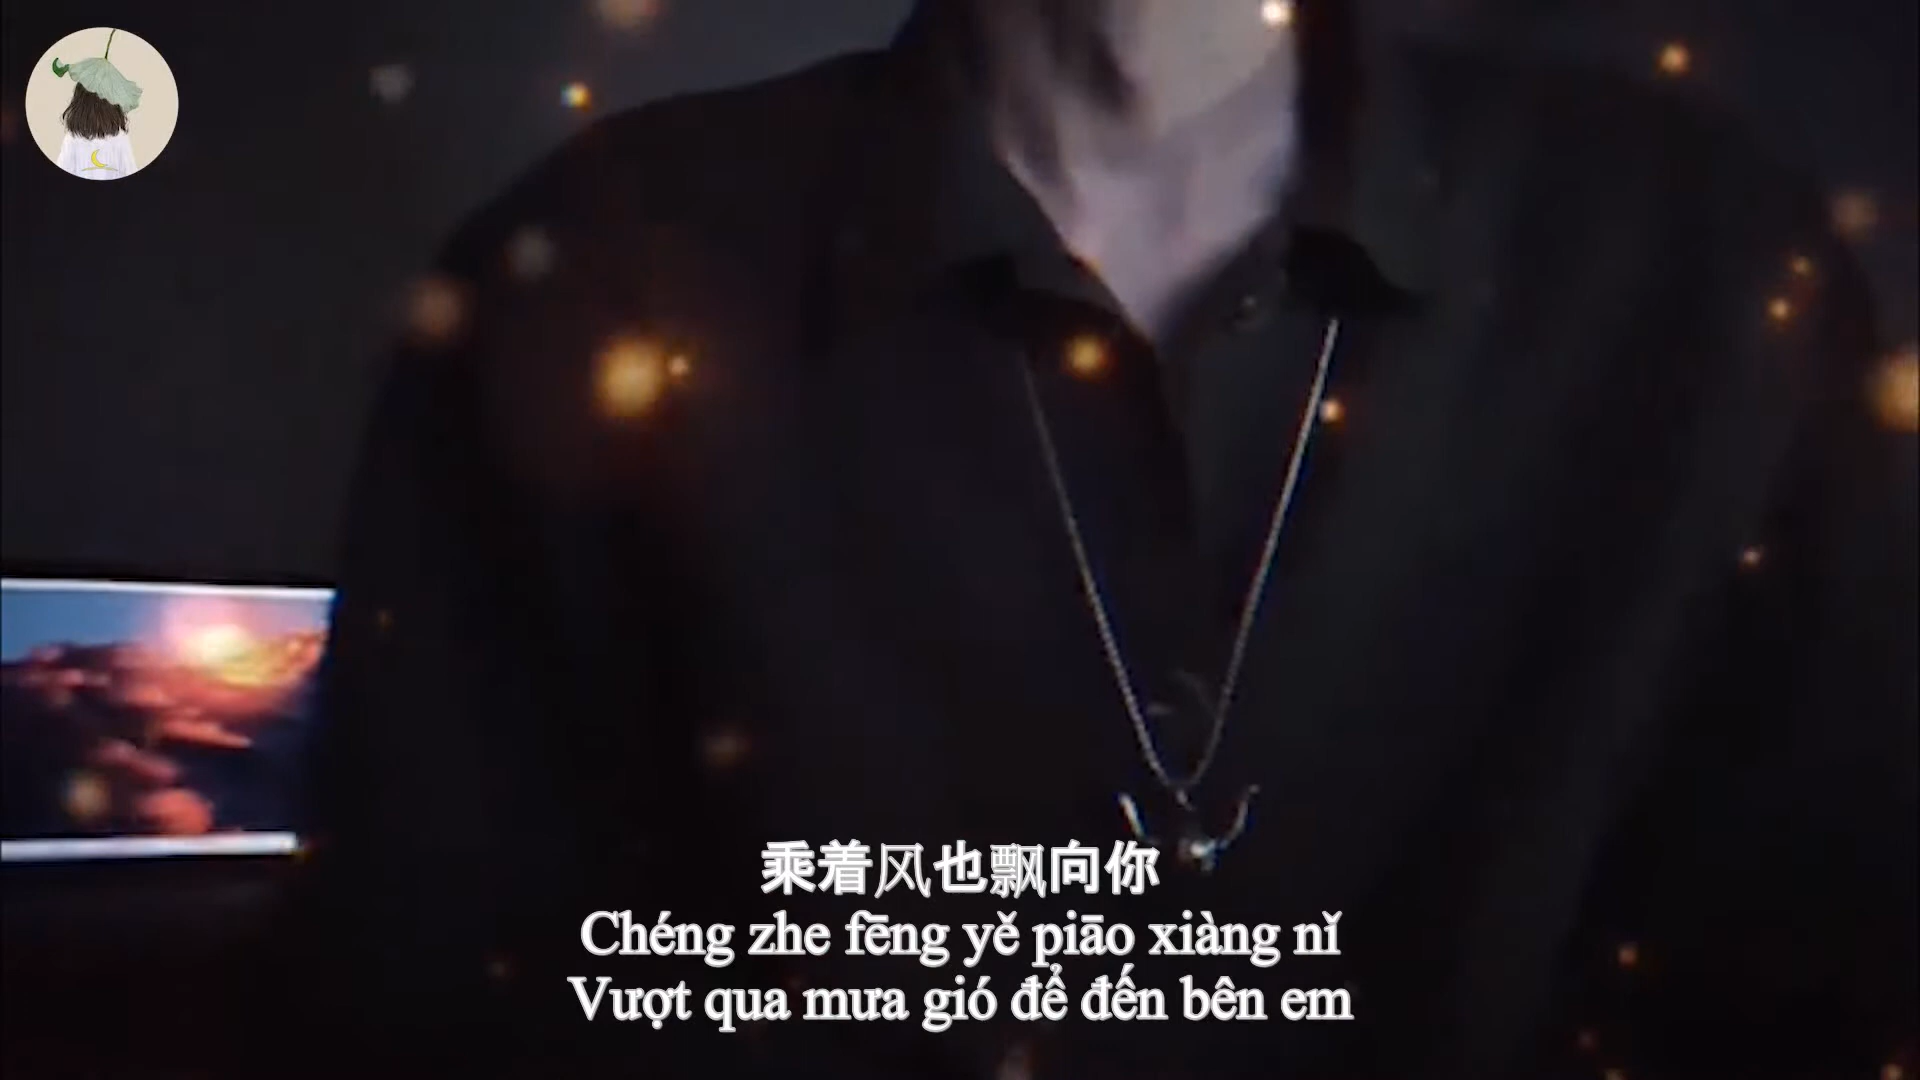 乘着风也飘向你
Chéng zhe fēng yě piāo xiàng nǐ
Vượt qua mưa gió để đến bên em